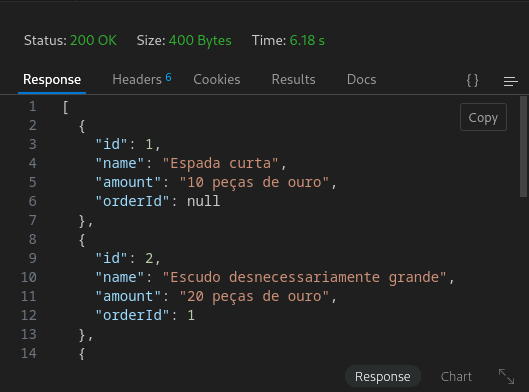 Status: 200 OK Size: 400 Bytes Time: 6.18 s
Response Headers 6 Cookies Results Docs {}
Copy
1 [
2 {
3 "id": 1,
4 "name": "Espada curta",
5 "amount": "10 peças de ouro",
6 "orderId": null
7 },
8 {
9 "id": 2,
10 "name": "Escudo desnecessariamente grande",
11 "amount": "20 peças de ouro",
12 "orderId": 1
13 },
14 {
Response Chart